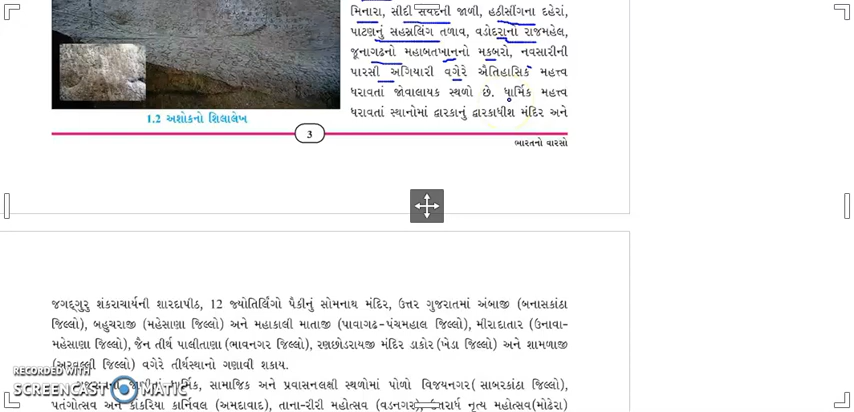 મિનારા, સીદી સયદની જાળી, હઠીસીંગના દહેરાં,
પાટણનું સહસ્રલિંગ તળાવ, વડોદરાનો રાજમહેલ,
જૂનાગઢનો મહાબતખાનનો મકબરો, નવસારીની
પારસી અગિયારી વગેરે ઐતિહાસિક મહત્ત્વ
ધરાવતાં જોવાલાયક સ્થળો છે. ધાર્મિક મહત્ત્વ
ધરાવતાં સ્થાનોમાં દ્વારકાનું દ્વારકાધીશ મંદિર અને
1.2 અશોકનો શિલાલેખ
3
ભારતનો વારસો
જગદ્ગુરુ શંકરાચાર્યની શારદાપીઠ, 12 જ્યોતિર્લિંગો પૈકીનું સોમનાથ મંદિર, ઉત્તર ગુજરાતમાં અંબાજી (બનાસકાંઠા
જિલ્લો), બહુચરાજી (મહેસાણા જિલ્લો) અને મહાકાલી માતાજી (પાવાગઢ-પંચમહાલ જિલ્લો), મીરાદાતાર (ઉનાવા-
મહેસાણા જિલ્લો), જૈન તીર્થ પાલીતાણા (ભાવનગર જિલ્લો), રણછોડરાયજી મંદિર ડાકોર (ખેડા જિલ્લો) અને શામળાજી
(અરવલ્લી જિલ્લો) વગેરે તીર્થસ્થાનો ગણાવી શકાય.
ધાર્મિક, સામાજિક અને પ્રવાસનલક્ષી સ્થળોમાં પોળો વિજયનગર( સાબરકાંઠા જિલ્લો),
પતંગોત્સવ અને કાંકરિયા કાર્નિવલ (અમદાવાદ), તાના-રીરી મહોત્સવ (વડનગર), નૃત્ય મહોત્સવ(મોઢેરા)
RECORDED WITH
SCREENCAST MATIC